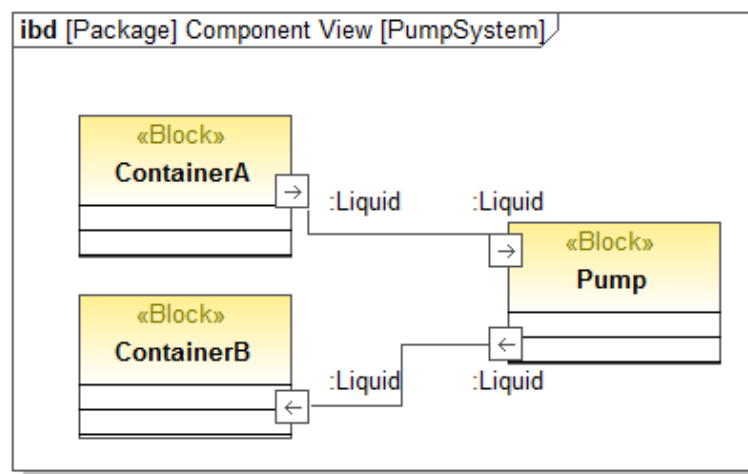 ibd [Package] Component View [PumpSystem]
«Block»
ContainerA
:Liquid
:Liquid
«Block»
Pump
«Block»
ContainerB
:Liquid
:Liquid